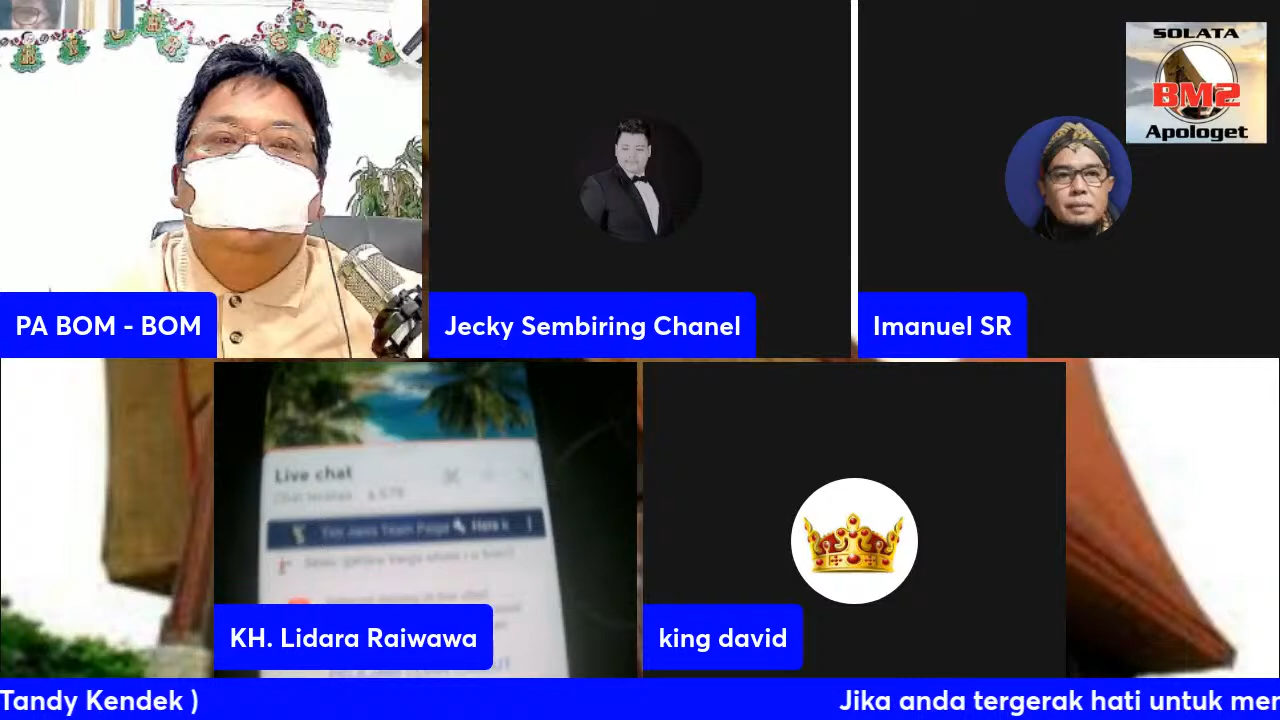 SOLATA
BM2
Apologet
PA BOM - BOM
Jecky Sembiring Chanel
Imanuel SR
Live chat
KH. Lidara Raiwawa
king david
Tandy Kendek )
Jika anda tergerak hati untuk mer